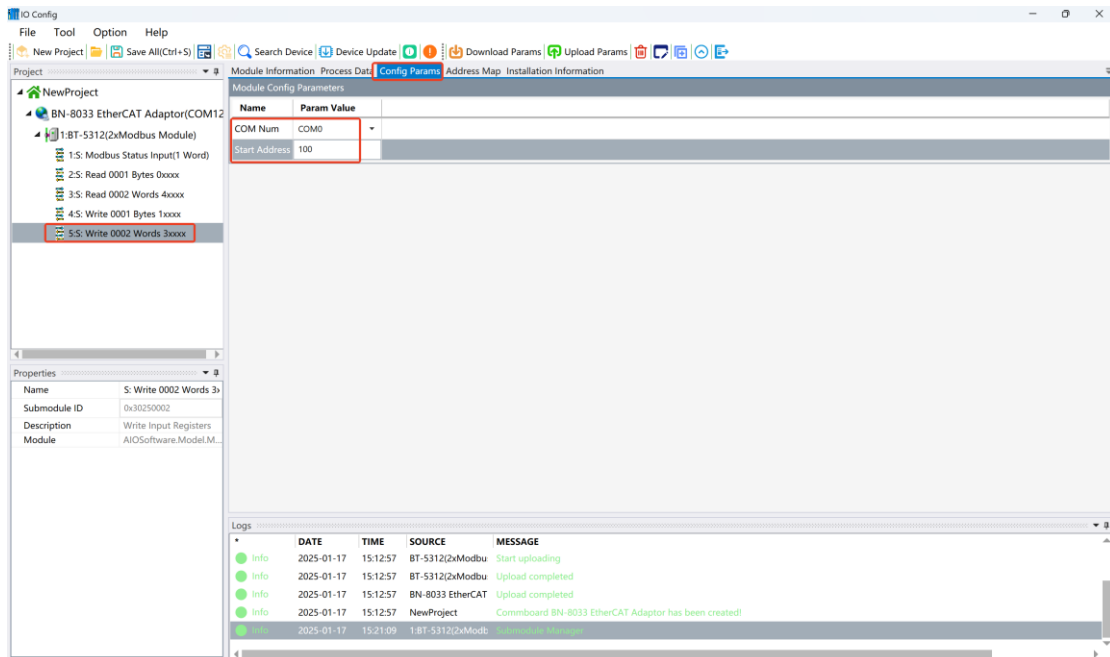 IO Config
File Tool Option Help
New Project Save All(Ctrl+S) Search Device Device Update Download Params Upload Params
Project
NewProject
BN-8033 EtherCAT Adaptor(COM12
1:BT-5312(2xModbus Module)
1:S: Modbus Status Input(1 Word)
2:S: Read 0001 Bytes 0xxxx
3:S: Read 0002 Words 4xxxx
4:S: Write 0001 Bytes 1xxxx
5:S: Write 0002 Words 3xxxx
Properties
Name S: Write 0002 Words 3x
Submodule ID 0x30250002
Description Write Input Registers
Module AIOSoftware.Model.M...
Module Information Process Data Config Params Address Map Installation Information
Module Config Parameters
Name Param Value
COM Num COM0
Start Address 100
Logs
* DATE TIME SOURCE MESSAGE
Info 2025-01-17 15:12:57 BT-5312(2xModbu: Start uploading
Info 2025-01-17 15:12:57 BT-5312(2xModbu: Upload completed
Info 2025-01-17 15:12:57 BN-8033 EtherCAT Upload completed
Info 2025-01-17 15:12:57 NewProject Commboard BN-8033 EtherCAT Adaptor has been created!
Info 2025-01-17 15:21:09 1:BT-5312(2xModb: Submodule Manager